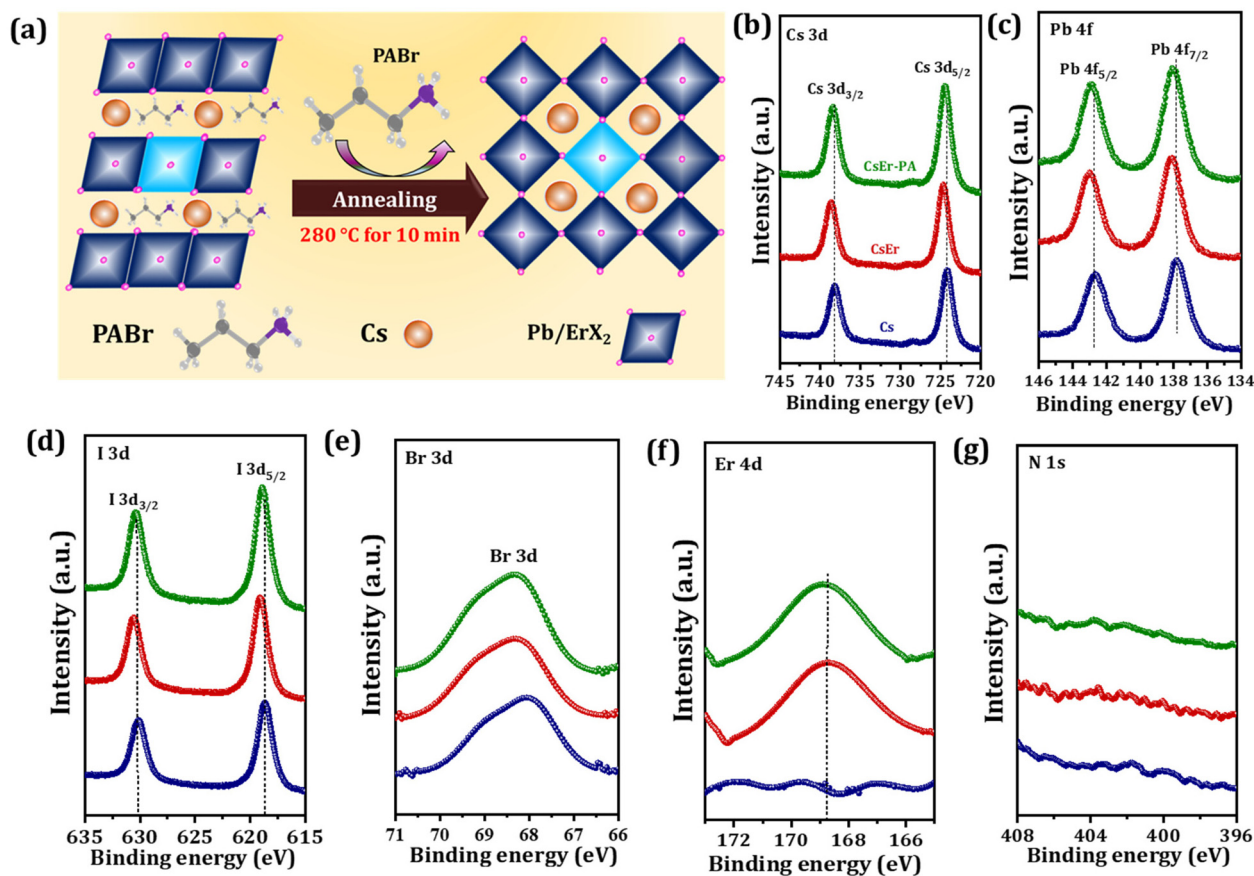 (a)
PABr
Annealing
280 °C for 10 min
PABr
Cs
Pb/ErX₂
(b)
Cs 3d
Cs 3d₃/₂
Cs 3d₅/₂
CsEr-PA
CsEr
Cs
Intensity (a.u.)
745 740 735 730 725 720
Binding energy (eV)
(c)
Pb 4f
Pb 4f₅/₂
Pb 4f₇/₂
Intensity (a.u.)
146 144 142 140 138 136 134
Binding energy (eV)
(d)
I 3d
I 3d₃/₂
I 3d₅/₂
Intensity (a.u.)
635 630 625 620 615
Binding energy (eV)
(e)
Br 3d
Br 3d
Intensity (a.u.)
71 70 69 68 67 66
Binding energy (eV)
(f)
Er 4d
Intensity (a.u.)
172 170 168 166
Binding energy (eV)
(g)
N 1s
Intensity (a.u.)
408 404 400 396
Binding energy (eV)